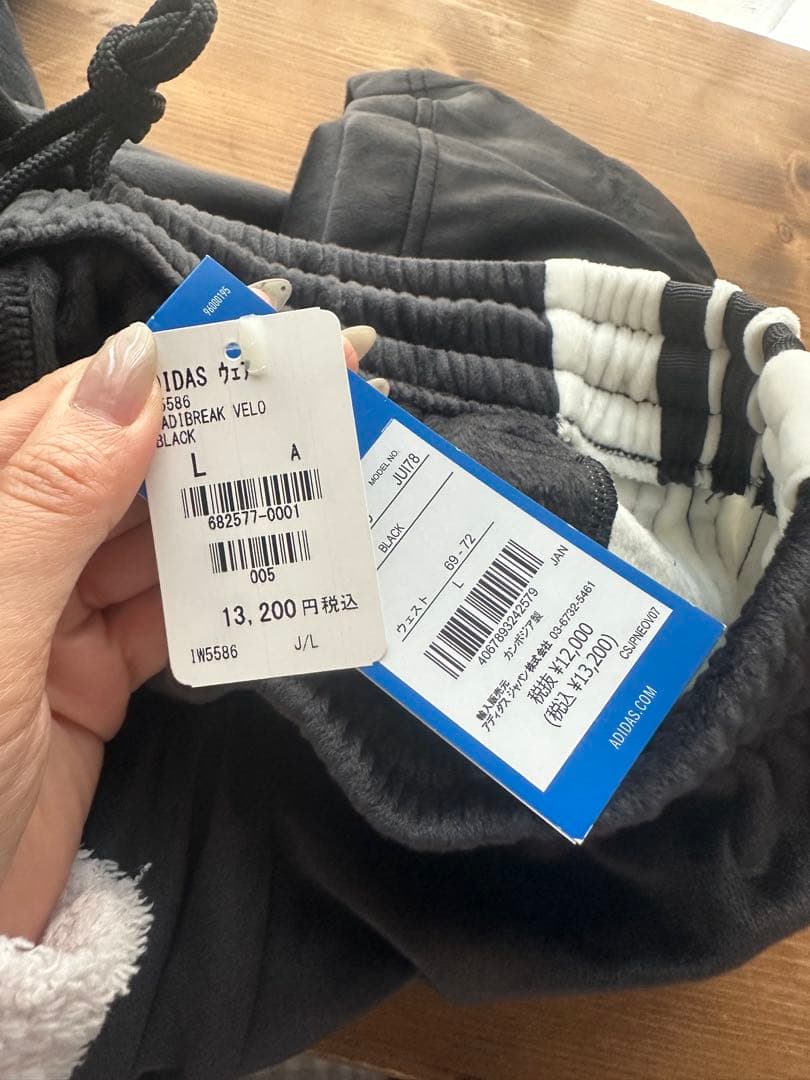 96000195
IDAS ウェア
5586
ADIBREAK VELO
BLACK
L A
682577-0001
005
13,200円税込
IW5586 J/L
MODEL NO.
JUI78
BLACK
ウェスト 69-72
L
4067893242579
JAN
カンボジア製
輸入販売元
アディダス ジャパン株式会社 03-6732-5461
税抜 ¥12,000
(税込 ¥13,200)
CSJPNEOV07
ADIDAS.COM